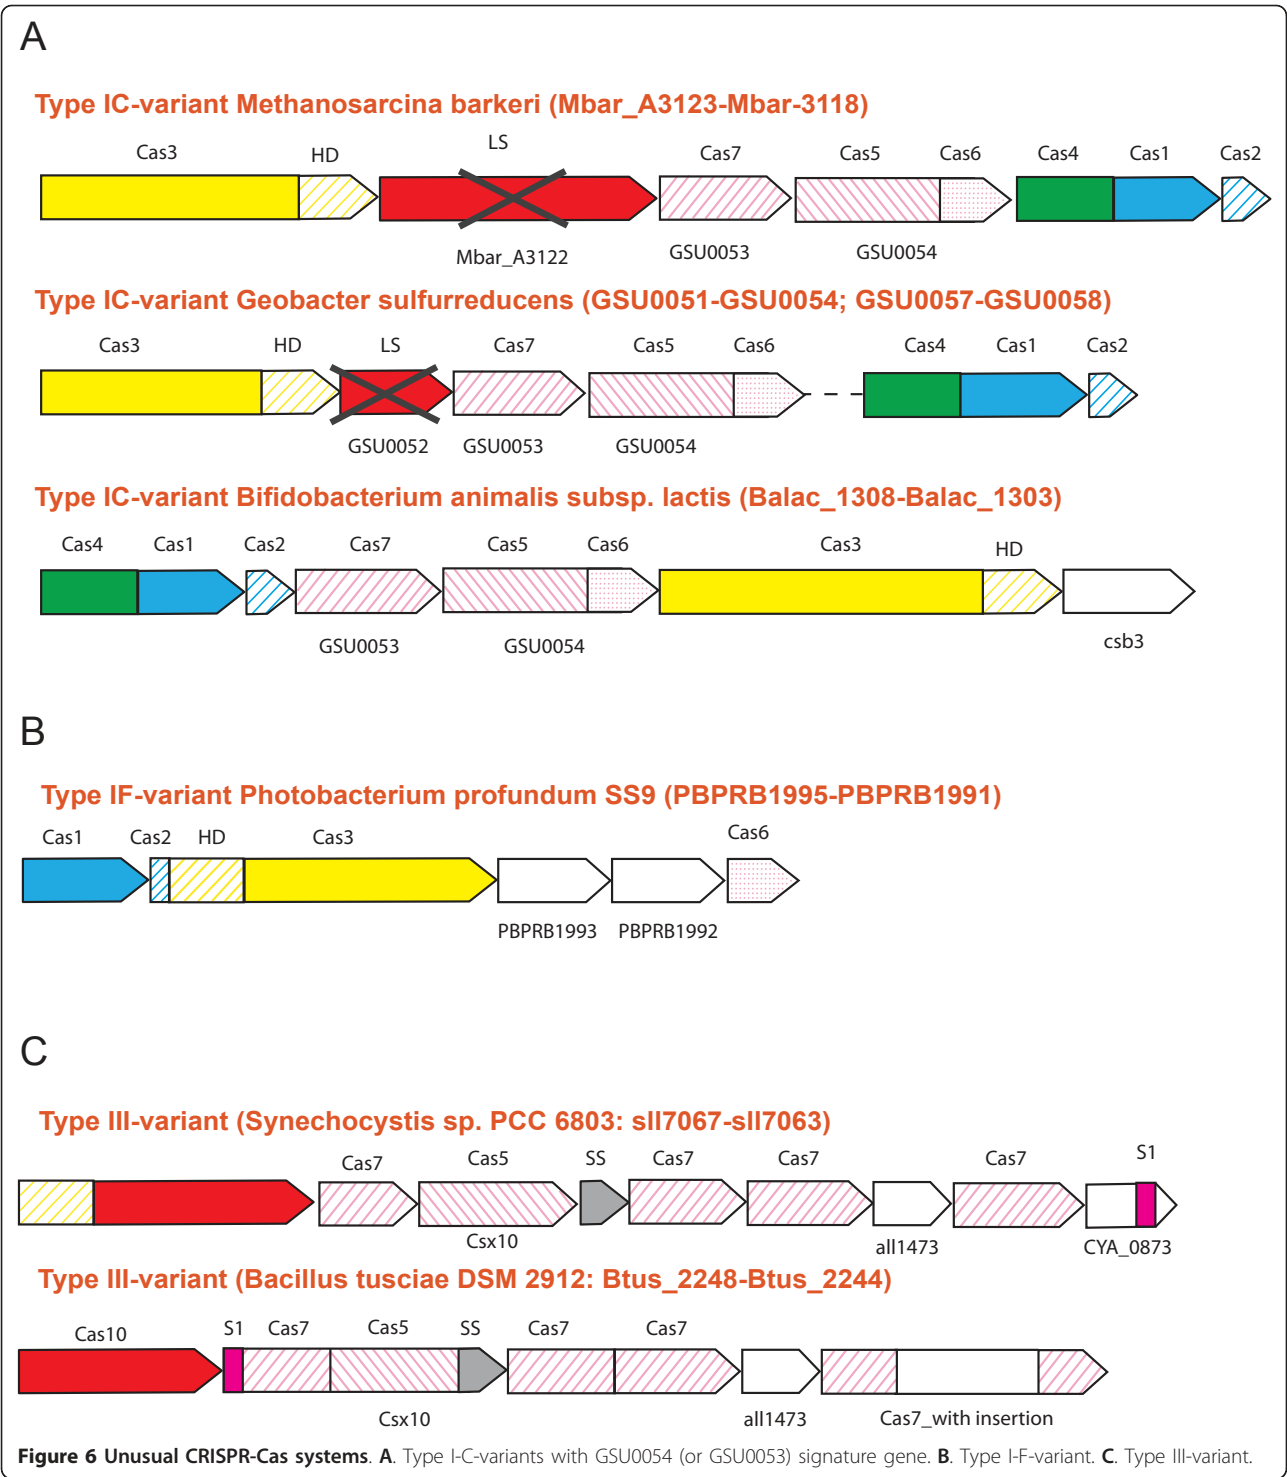 A
Type IC-variant Methanosarcina barkeri (Mbar_A3123-Mbar-3118)
Cas3 HD LS Cas7 Cas5 Cas6 Cas4 Cas1 Cas2
Mbar_A3122 GSU0053 GSU0054
Type IC-variant Geobacter sulfurreducens (GSU0051-GSU0054; GSU0057-GSU0058)
Cas3 HD LS Cas7 Cas5 Cas6 Cas4 Cas1 Cas2
GSU0052 GSU0053 GSU0054
Type IC-variant Bifidobacterium animalis subsp. lactis (Balac_1308-Balac_1303)
Cas4 Cas1 Cas2 Cas7 Cas5 Cas6 Cas3 HD
GSU0053 GSU0054 csb3
B
Type IF-variant Photobacterium profundum SS9 (PBPRB1995-PBPRB1991)
Cas1 Cas2 HD Cas3 Cas6
PBPRB1993 PBPRB1992
C
Type III-variant (Synechocystis sp. PCC 6803: sll7067-sll7063)
Cas7 Cas5 SS Cas7 Cas7 Cas7 S1
Csx10 all1473 CYA_0873
Type III-variant (Bacillus tusciae DSM 2912: Btus_2248-Btus_2244)
Cas10 S1 Cas7 Cas5 SS Cas7 Cas7
Csx10 all1473 Cas7_with insertion
Figure 6 Unusual CRISPR-Cas systems. A. Type I-C-variants with GSU0054 (or GSU0053) signature gene. B. Type I-F-variant. C. Type III-variant.